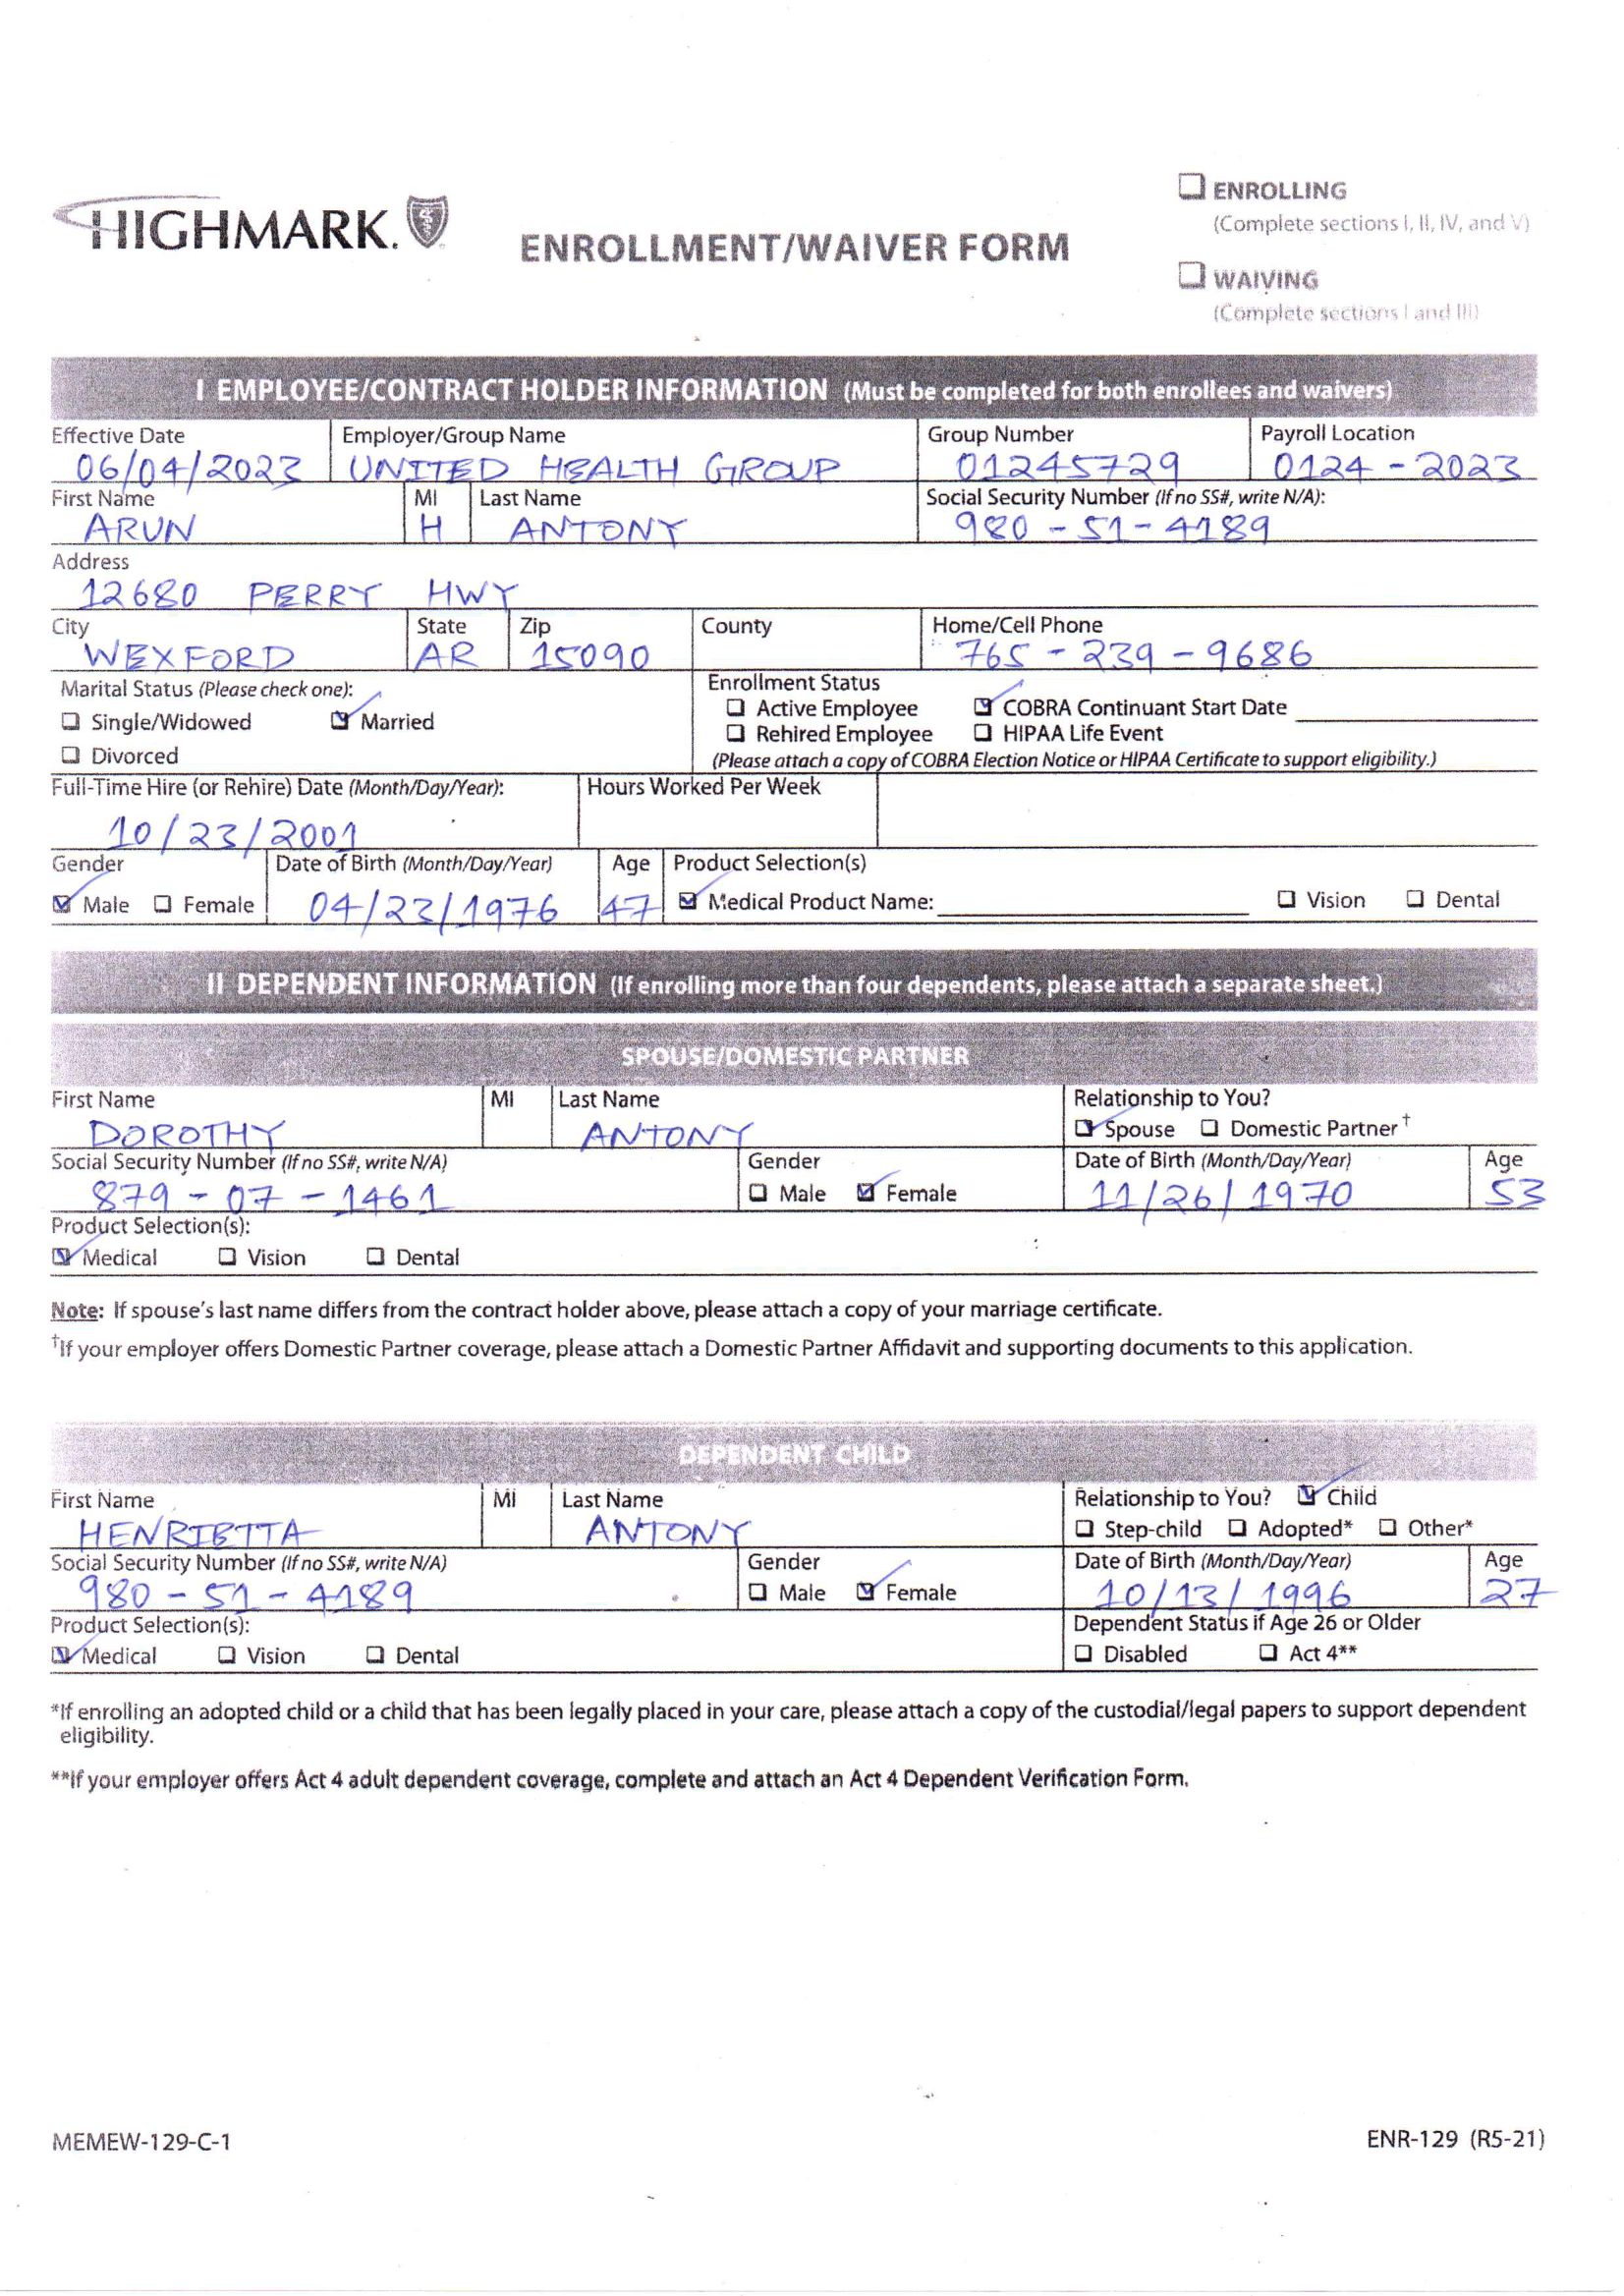 HIGHMARK.
ENROLLMENT/WAIVER FORM
☐ ENROLLING
(Complete sections I, II, IV, and V)
☐ WAIVING
(Complete sections I and III)
I EMPLOYEE/CONTRACT HOLDER INFORMATION (Must be completed for both enrollees and waivers)
Effective Date Employer/Group Name Group Number Payroll Location
06/04/2023 UNITED HEALTH GROUP 01245729 0124-2023
First Name MI Last Name Social Security Number (If no SS#, write N/A):
ARUN H ANTONY 980-51-4189
Address
12680 PERRY HWY
City State Zip County Home/Cell Phone
WEXFORD AR 15090 765-239-9686
Marital Status (Please check one): Enrollment Status
☐ Single/Widowed ☑ Married ☐ Active Employee ☑ COBRA Continuant Start Date
☐ Divorced ☐ Rehired Employee ☐ HIPAA Life Event
(Please attach a copy of COBRA Election Notice or HIPAA Certificate to support eligibility.)
Full-Time Hire (or Rehire) Date (Month/Day/Year): Hours Worked Per Week
10/23/2001
Gender Date of Birth (Month/Day/Year) Age Product Selection(s)
☑ Male ☐ Female 04/23/1976 47 ☑ Medical Product Name: ☐ Vision ☐ Dental
II DEPENDENT INFORMATION (If enrolling more than four dependents, please attach a separate sheet.)
SPOUSE/DOMESTIC PARTNER
First Name MI Last Name Relationship to You?
DOROTHY ANTONY ☑ Spouse ☐ Domestic Partner†
Social Security Number (If no SS#, write N/A) Gender Date of Birth (Month/Day/Year) Age
879-07-1461 ☐ Male ☑ Female 11/26/1970 53
Product Selection(s):
☑ Medical ☐ Vision ☐ Dental
Note: If spouse's last name differs from the contract holder above, please attach a copy of your marriage certificate.
†If your employer offers Domestic Partner coverage, please attach a Domestic Partner Affidavit and supporting documents to this application.
DEPENDENT CHILD
First Name MI Last Name Relationship to You? ☑ Child
HENRIETTA ANTONY ☐ Step-child ☐ Adopted* ☐ Other*
Social Security Number (If no SS#, write N/A) Gender Date of Birth (Month/Day/Year) Age
980-51-4189 ☐ Male ☑ Female 10/13/1996 27
Product Selection(s): Dependent Status if Age 26 or Older
☑ Medical ☐ Vision ☐ Dental ☐ Disabled ☐ Act 4**
*If enrolling an adopted child or a child that has been legally placed in your care, please attach a copy of the custodial/legal papers to support dependent
eligibility.
**If your employer offers Act 4 adult dependent coverage, complete and attach an Act 4 Dependent Verification Form.
MEMEW-129-C-1 ENR-129 (R5-21)